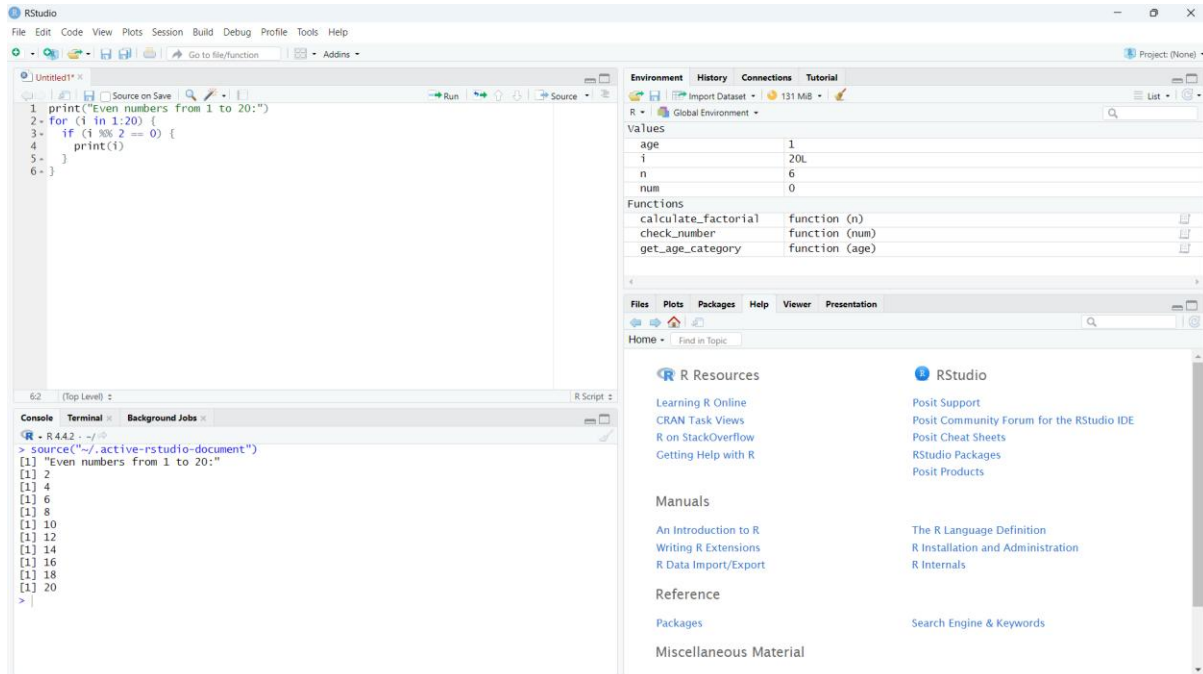 RStudio
File Edit Code View Plots Session Build Debug Profile Tools Help
Go to file/function Addins Project: (None)
Untitled1*
Source on Save Run Source
1 print("Even numbers from 1 to 20:")
2 for (i in 1:20) {
3   if (i %% 2 == 0) {
4     print(i)
5   }
6 }
6:2 (Top Level) R Script
Console Terminal Background Jobs
R 4.4.2 · ~/
> source("~/.active-rstudio-document")
[1] "Even numbers from 1 to 20:"
[1] 2
[1] 4
[1] 6
[1] 8
[1] 10
[1] 12
[1] 14
[1] 16
[1] 18
[1] 20
>
Environment History Connections Tutorial
Import Dataset 131 MiB List
R Global Environment
Values
age 1
i 20L
n 6
num 0
Functions
calculate_factorial function (n)
check_number function (num)
get_age_category function (age)
Files Plots Packages Help Viewer Presentation
Home Find in Topic
R Resources
Learning R Online
CRAN Task Views
R on StackOverflow
Getting Help with R
RStudio
Posit Support
Posit Community Forum for the RStudio IDE
Posit Cheat Sheets
RStudio Packages
Posit Products
Manuals
An Introduction to R
Writing R Extensions
R Data Import/Export
The R Language Definition
R Installation and Administration
R Internals
Reference
Packages
Search Engine & Keywords
Miscellaneous Material